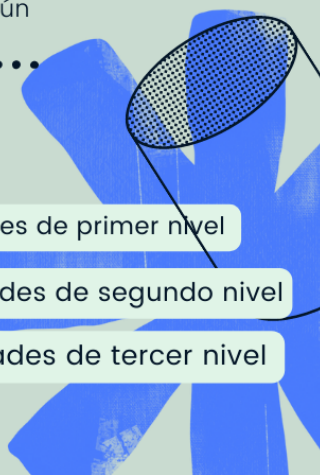 ún
es de primer nivel
des de segundo nivel
ades de tercer nivel